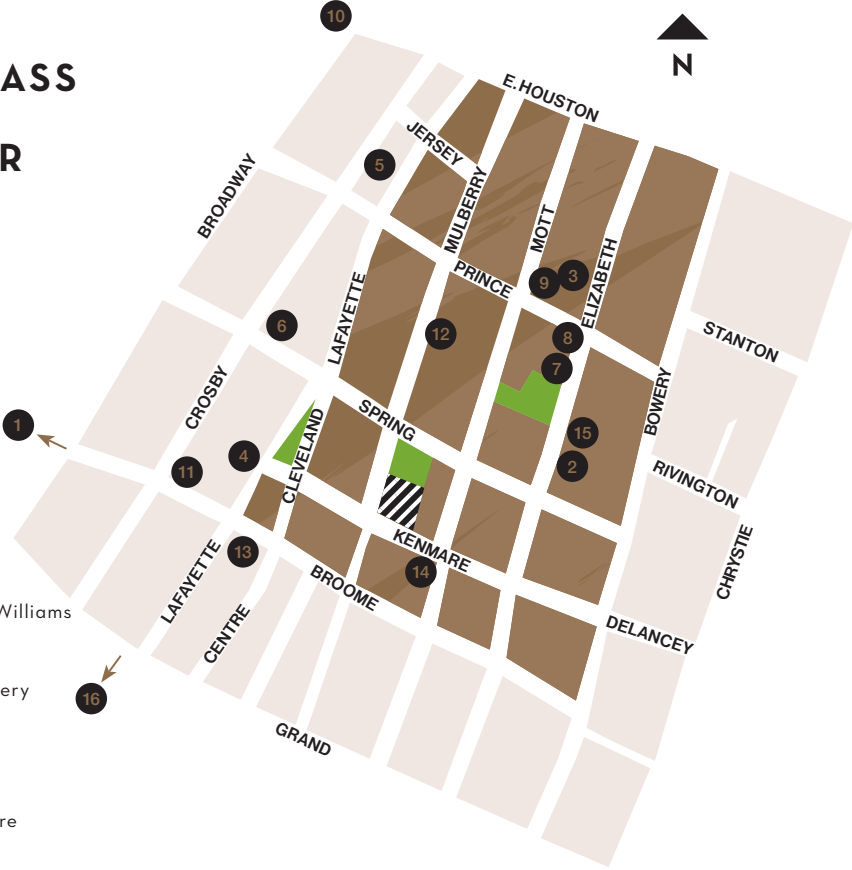 10
N
ASS
E.HOUSTON
JERSEY
R
5
BROADWAY
MULBERRY
MOTT
ELIZABETH
PRINCE
9
3
LAFAYETTE
6
12
8
STANTON
7
CROSBY
BOWERY
SPRING
1
CLEVELAND
15
4
11
2
RIVINGTON
KENMARE
13
LAFAYETTE
14
BROOME
CHRYSTIE
Williams
CENTRE
DELANCEY
ery
16
GRAND
re